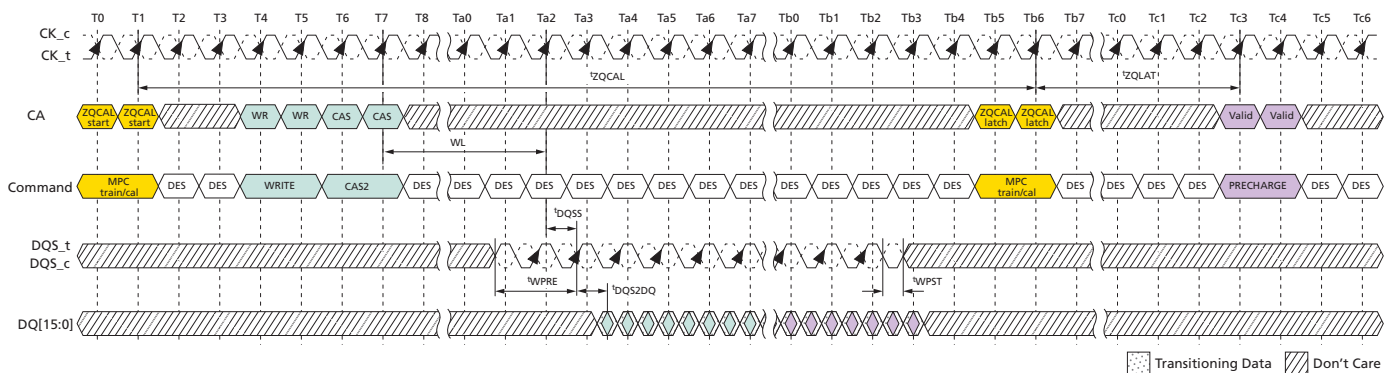 T0 T1 T2 T3 T4 T5 T6 T7 T8 Ta0 Ta1 Ta2 Ta3 Ta4 Ta5 Ta6 Ta7 Tb0 Tb1 Tb2 Tb3 Tb4 Tb5 Tb6 Tb7 Tc0 Tc1 Tc2 Tc3 Tc4 Tc5 Tc6
CK_c
CK_t
tZQCAL tZQLAT
CA ZQCAL start ZQCAL start WR WR CAS CAS ZQCAL latch ZQCAL latch Valid Valid
WL
Command MPC train/cal DES DES WRITE CAS2 DES DES DES DES DES DES DES DES DES DES DES DES DES DES MPC train/cal DES DES DES DES PRECHARGE DES DES
tDQSS
DQS_t
DQS_c
tWPRE tDQS2DQ tWPST
DQ[15:0]
Transitioning Data Don't Care